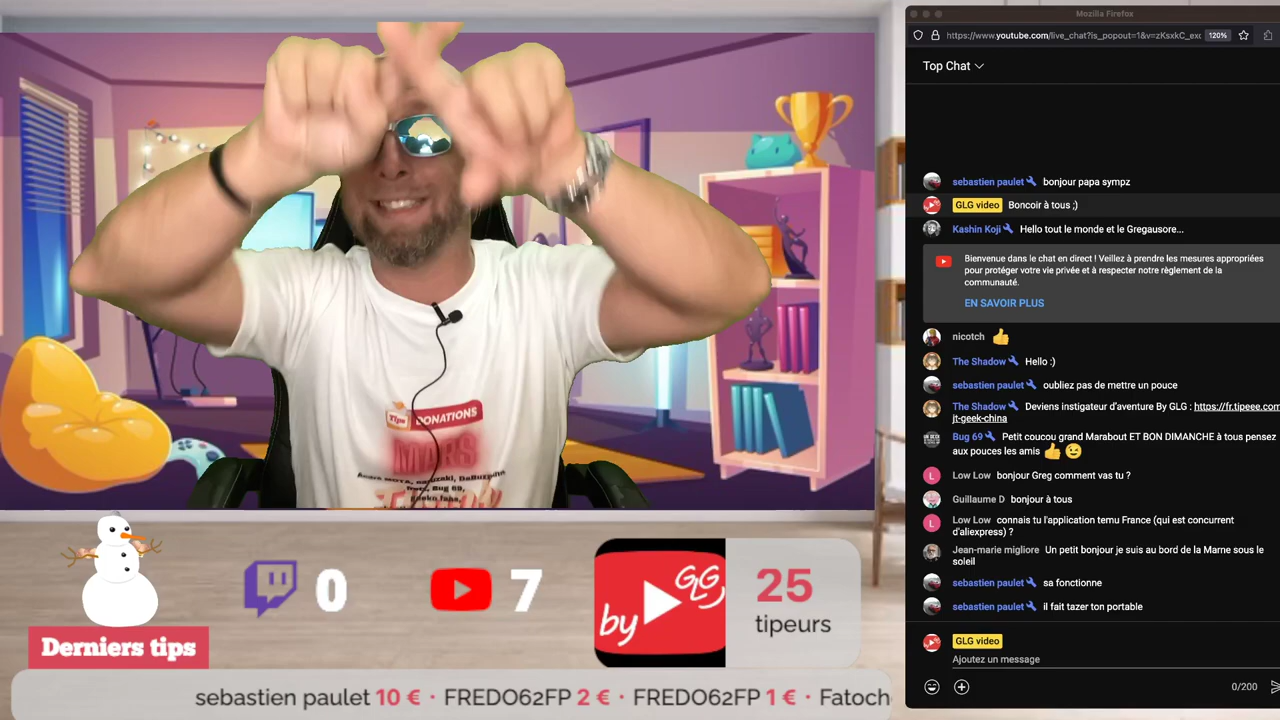 Mozilla Firefox
https://www.youtube.com/live_chat?is_popout=1&v=zKsxkC_exc
120%
Top Chat
sebastien paulet bonjour papa sympz
GLG video Boncoir à tous ;)
Kashin Koji Hello tout le monde et le Gregausore...
Bienvenue dans le chat en direct ! Veillez à prendre les mesures appropriées
pour protéger votre vie privée et à respecter notre règlement de la
communauté.
EN SAVOIR PLUS
nicotch 👍
The Shadow Hello :)
sebastien paulet oubliez pas de mettre un pouce
The Shadow Deviens instigateur d'aventure By GLG : https://fr.tipeee.com
jt-geek-china
Bug 69 Petit coucou grand Marabout ET BON DIMANCHE à tous pensez
aux pouces les amis 👍 😉
Low Low bonjour Greg comment vas tu ?
Guillaume D bonjour à tous
Low Low connais tu l'application temu France (qui est concurrent
d'aliexpress) ?
Jean-marie migliore Un petit bonjour je suis au bord de la Marne sous le
soleil
sebastien paulet sa fonctionne
sebastien paulet il fait tazer ton portable
GLG video
Ajoutez un message
0/200
Tips DONATIONS
MARS
Bug 69,
0
7
by GLG
25
tipeurs
Derniers tips
sebastien paulet 10 € · FREDO62FP 2 € · FREDO62FP 1 € · Fatoch